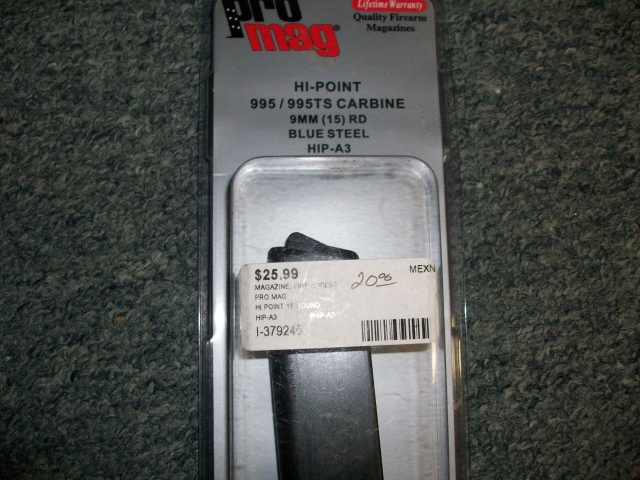 Lifetime Warranty
Quality Firearm
Magazines
Pro
mag®
HI-POINT
995 / 995TS CARBINE
9MM (15) RD
BLUE STEEL
HIP-A3
$25.99
20.95
MEXN
MAGAZINE,
PRO MAG
HI POINT 15 ROUND
HIP-A3
I-379245